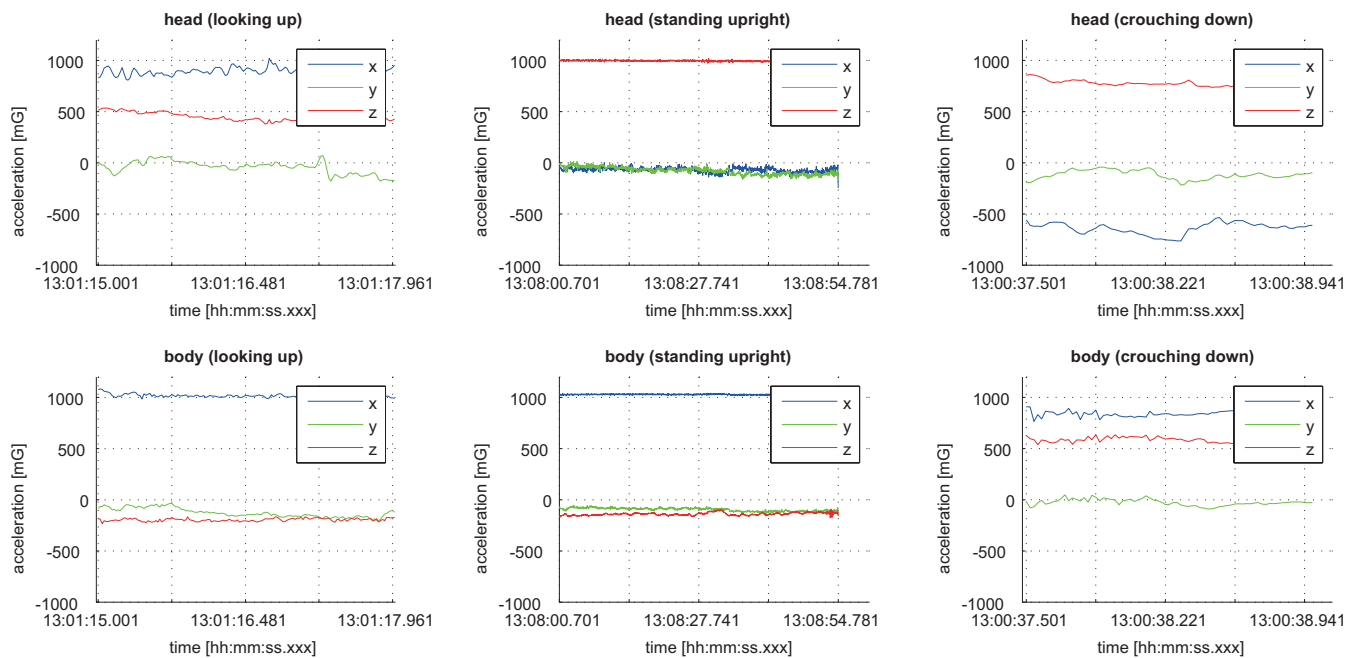 head (looking up)
1000
500
0
-500
-1000
acceleration [mG]
x
y
z
13:01:15.001 13:01:16.481 13:01:17.961
time [hh:mm:ss.xxx]
head (standing upright)
1000
500
0
-500
-1000
acceleration [mG]
x
y
z
13:08:00.701 13:08:27.741 13:08:54.781
time [hh:mm:ss.xxx]
head (crouching down)
1000
500
0
-500
-1000
acceleration [mG]
x
y
z
13:00:37.501 13:00:38.221 13:00:38.941
time [hh:mm:ss.xxx]
body (looking up)
1000
500
0
-500
-1000
acceleration [mG]
x
y
z
13:01:15.001 13:01:16.481 13:01:17.961
time [hh:mm:ss.xxx]
body (standing upright)
1000
500
0
-500
-1000
acceleration [mG]
x
y
z
13:08:00.701 13:08:27.741 13:08:54.781
time [hh:mm:ss.xxx]
body (crouching down)
1000
500
0
-500
-1000
acceleration [mG]
x
y
z
13:00:37.501 13:00:38.221 13:00:38.941
time [hh:mm:ss.xxx]